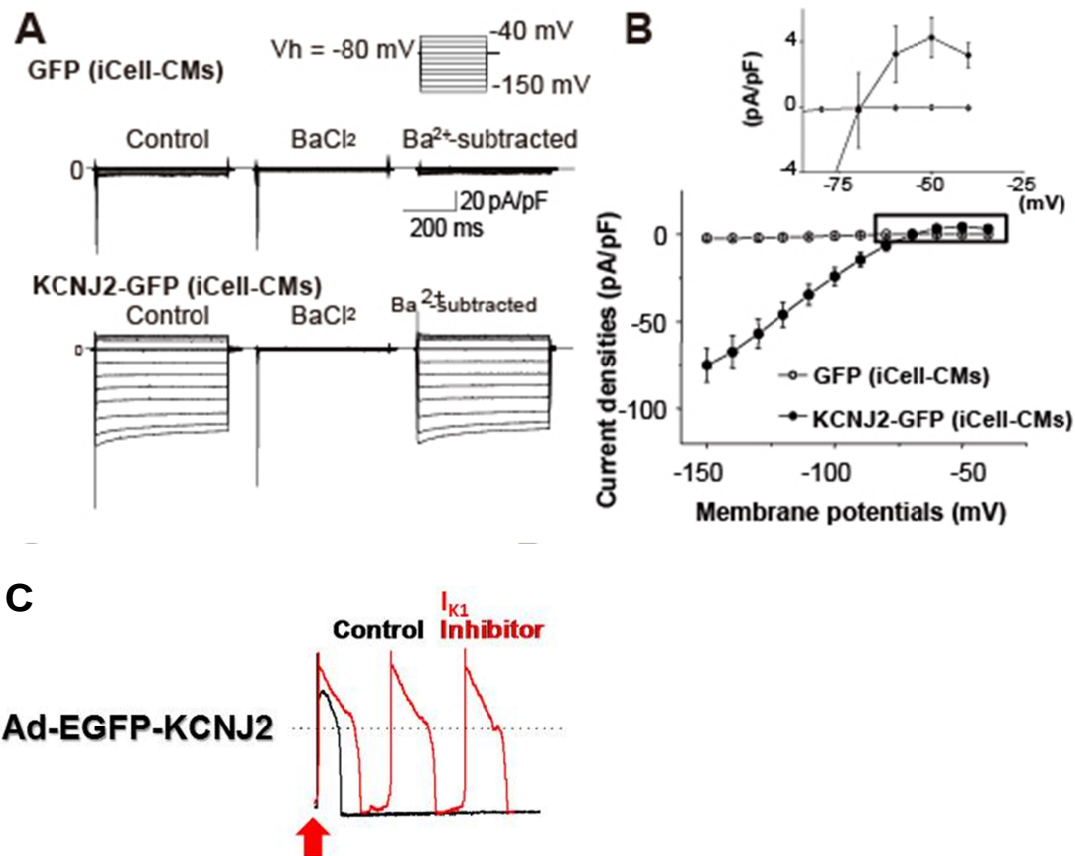 A
GFP (iCell-CMs)
Vh = -80 mV
-40 mV
-150 mV
Control
BaCl2
Ba2+-subtracted
0
20 pA/pF
200 ms
KCNJ2-GFP (iCell-CMs)
Control
BaCl2
Ba 2+-subtracted
0
B
4
0
-4
(pA/pF)
-75
-50
-25
(mV)
0
-50
-100
Current densities (pA/pF)
GFP (iCell-CMs)
KCNJ2-GFP (iCell-CMs)
-150
-100
-50
Membrane potentials (mV)
C
Control
IK1
Inhibitor
Ad-EGFP-KCNJ2